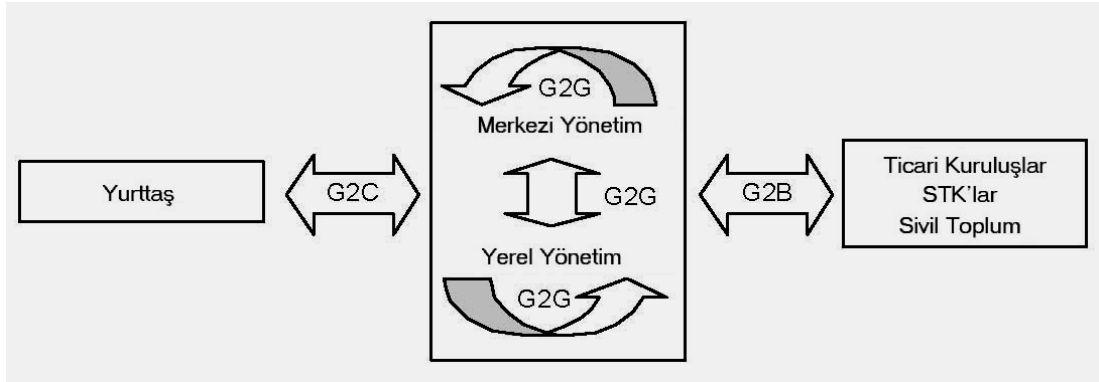 G2G
Merkezi Yönetim
Yurttaş
G2C
G2G
G2B
Ticari Kuruluşlar
STK'lar
Sivil Toplum
Yerel Yönetim
G2G